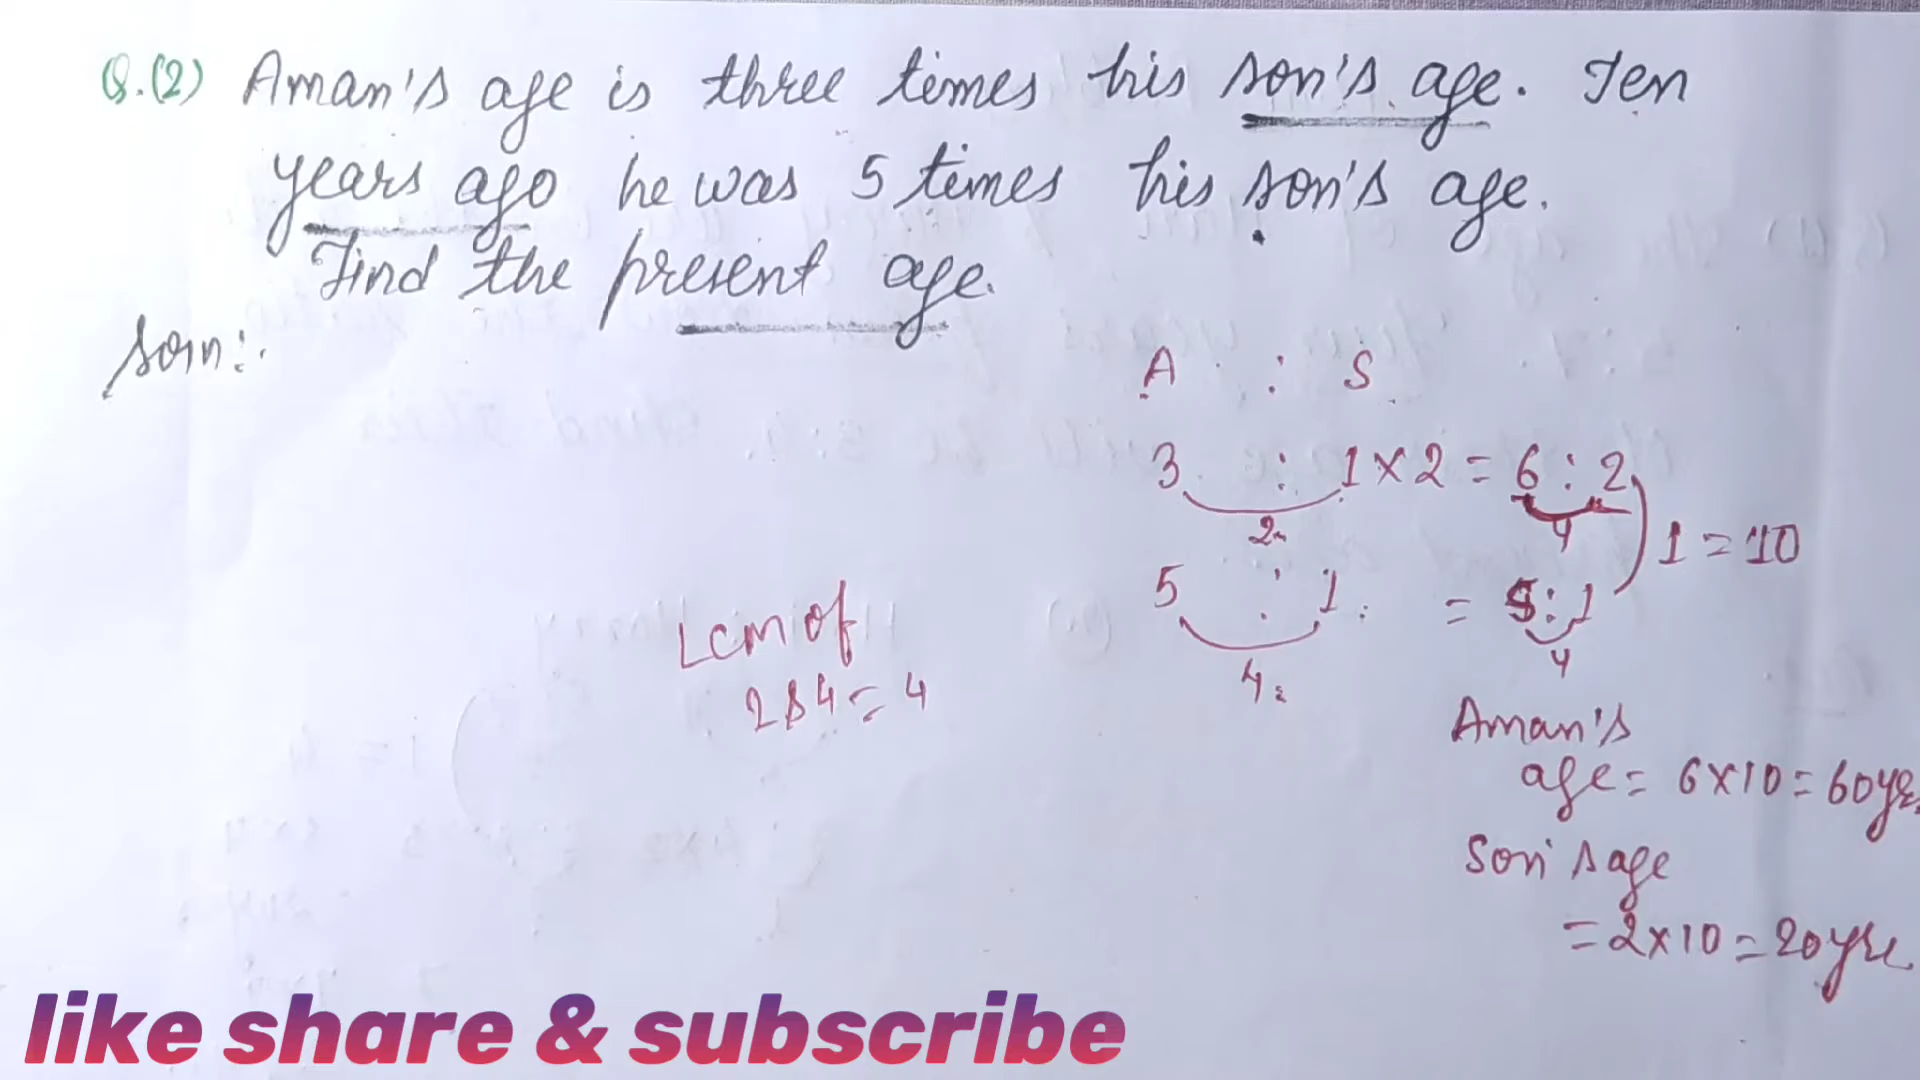 Q.(2) Aman's age is three times his son's age. Ten
years ago he was 5 times his son's age.
Find the present age.
Soln:
A : S
3 : 1 × 2 = 6 : 2
2
4
1 = 10
5 : 1 = 5 : 1
4
4
Lcm of
2 & 4 = 4
Aman's
age = 6×10 = 60yrs
Son's age
= 2×10 = 20yrs
like share & subscribe